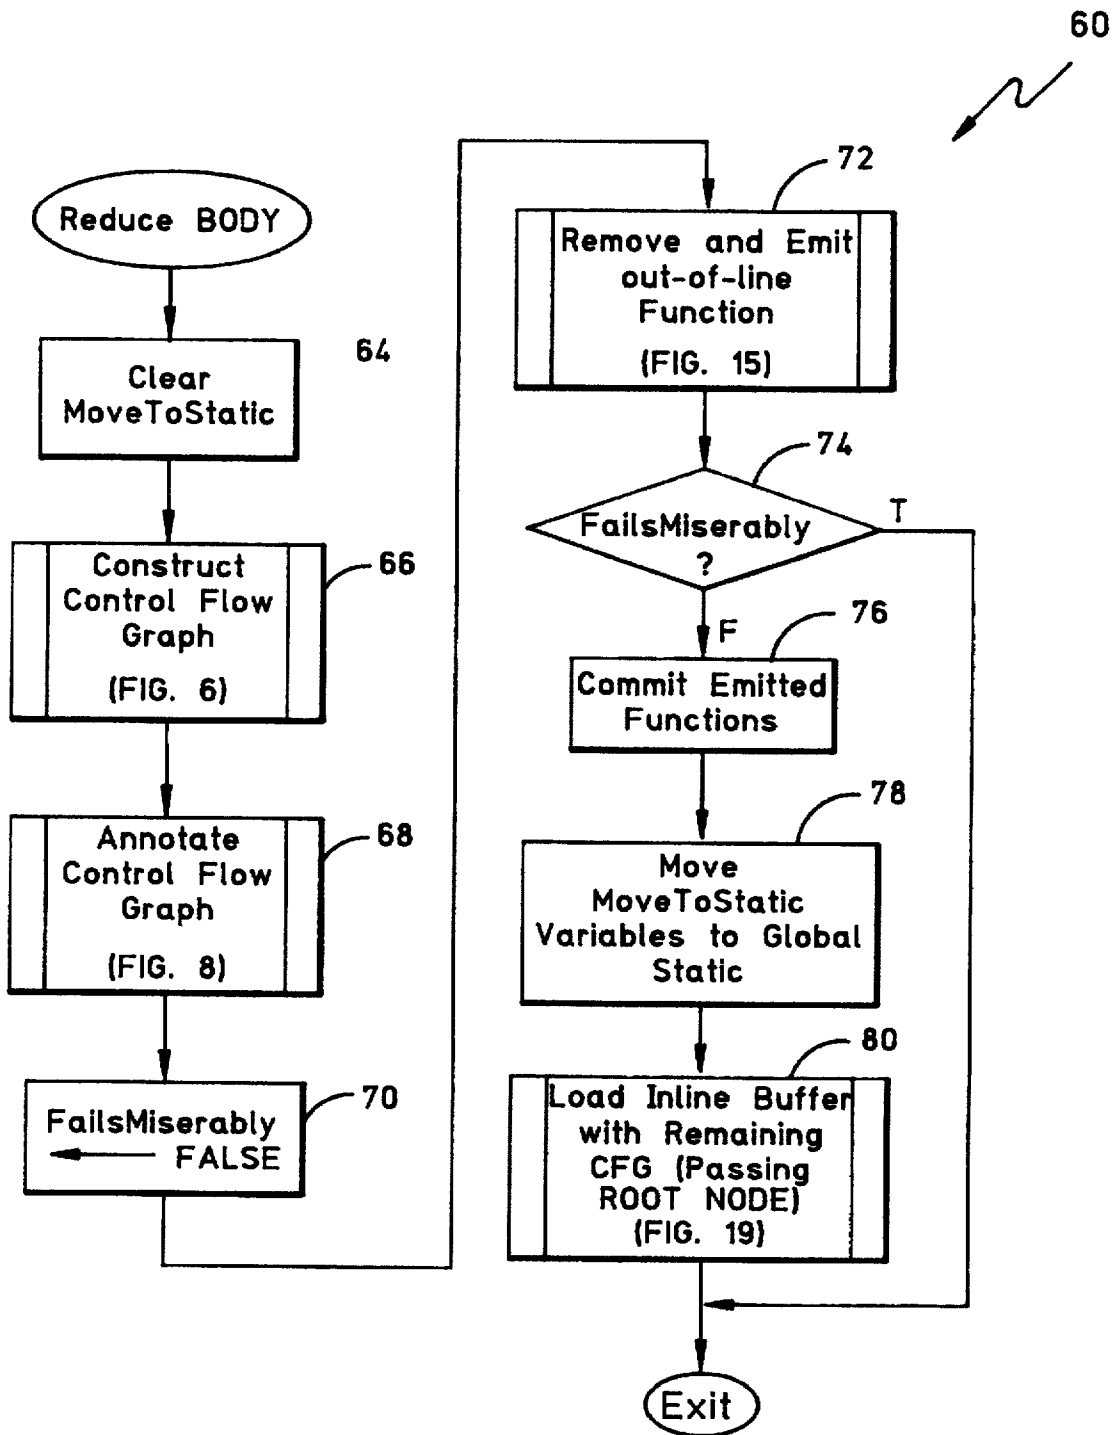 60
Reduce BODY
64
Clear
MoveToStatic
66
Construct
Control Flow
Graph
(FIG. 6)
68
Annotate
Control Flow
Graph
(FIG. 8)
70
FailsMiserably
FALSE
72
Remove and Emit
out-of-line
Function
(FIG. 15)
74
FailsMiserably
?
T
F
76
Commit Emitted
Functions
78
Move
MoveToStatic
Variables to Global
Static
80
Load Inline Buffer
with Remaining
CFG (Passing
ROOT NODE)
(FIG. 19)
Exit